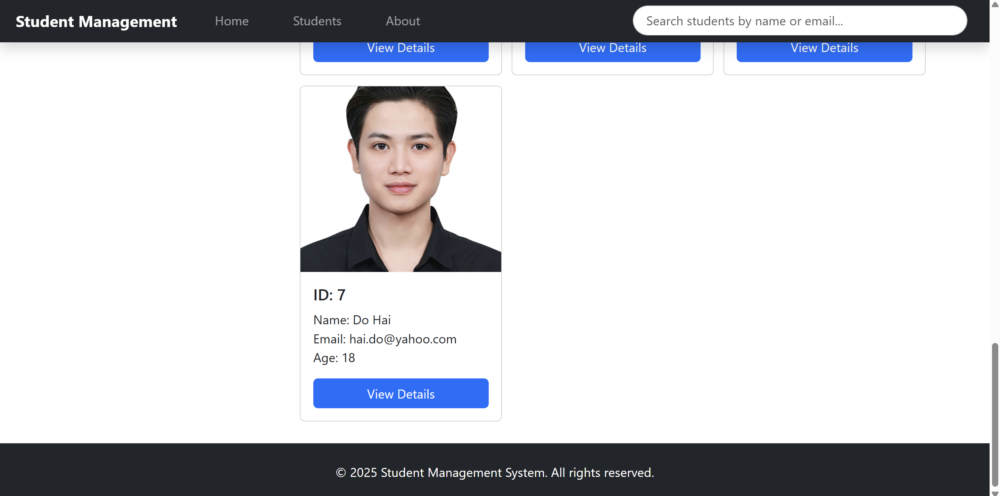 Student Management Home Students About Search students by name or email...
View Details View Details View Details
ID: 7
Name: Do Hai
Email: hai.do@yahoo.com
Age: 18
View Details
© 2025 Student Management System. All rights reserved.